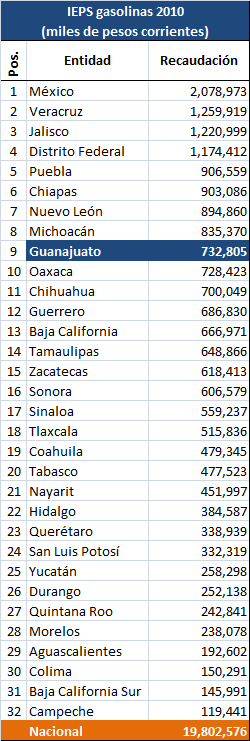 IEPS gasolinas 2010
(miles de pesos corrientes)
Pos. Entidad Recaudación
1 México 2,078,973
2 Veracruz 1,259,919
3 Jalisco 1,220,999
4 Distrito Federal 1,174,412
5 Puebla 906,559
6 Chiapas 903,086
7 Nuevo León 894,860
8 Michoacán 835,370
9 Guanajuato 732,805
10 Oaxaca 728,423
11 Chihuahua 700,049
12 Guerrero 686,830
13 Baja California 666,971
14 Tamaulipas 648,866
15 Zacatecas 618,413
16 Sonora 606,579
17 Sinaloa 559,237
18 Tlaxcala 515,836
19 Coahuila 479,345
20 Tabasco 477,523
21 Nayarit 451,997
22 Hidalgo 384,587
23 Querétaro 338,939
24 San Luis Potosí 332,319
25 Yucatán 258,298
26 Durango 252,138
27 Quintana Roo 242,841
28 Morelos 238,078
29 Aguascalientes 192,602
30 Colima 150,291
31 Baja California Sur 145,991
32 Campeche 119,441
Nacional 19,802,576